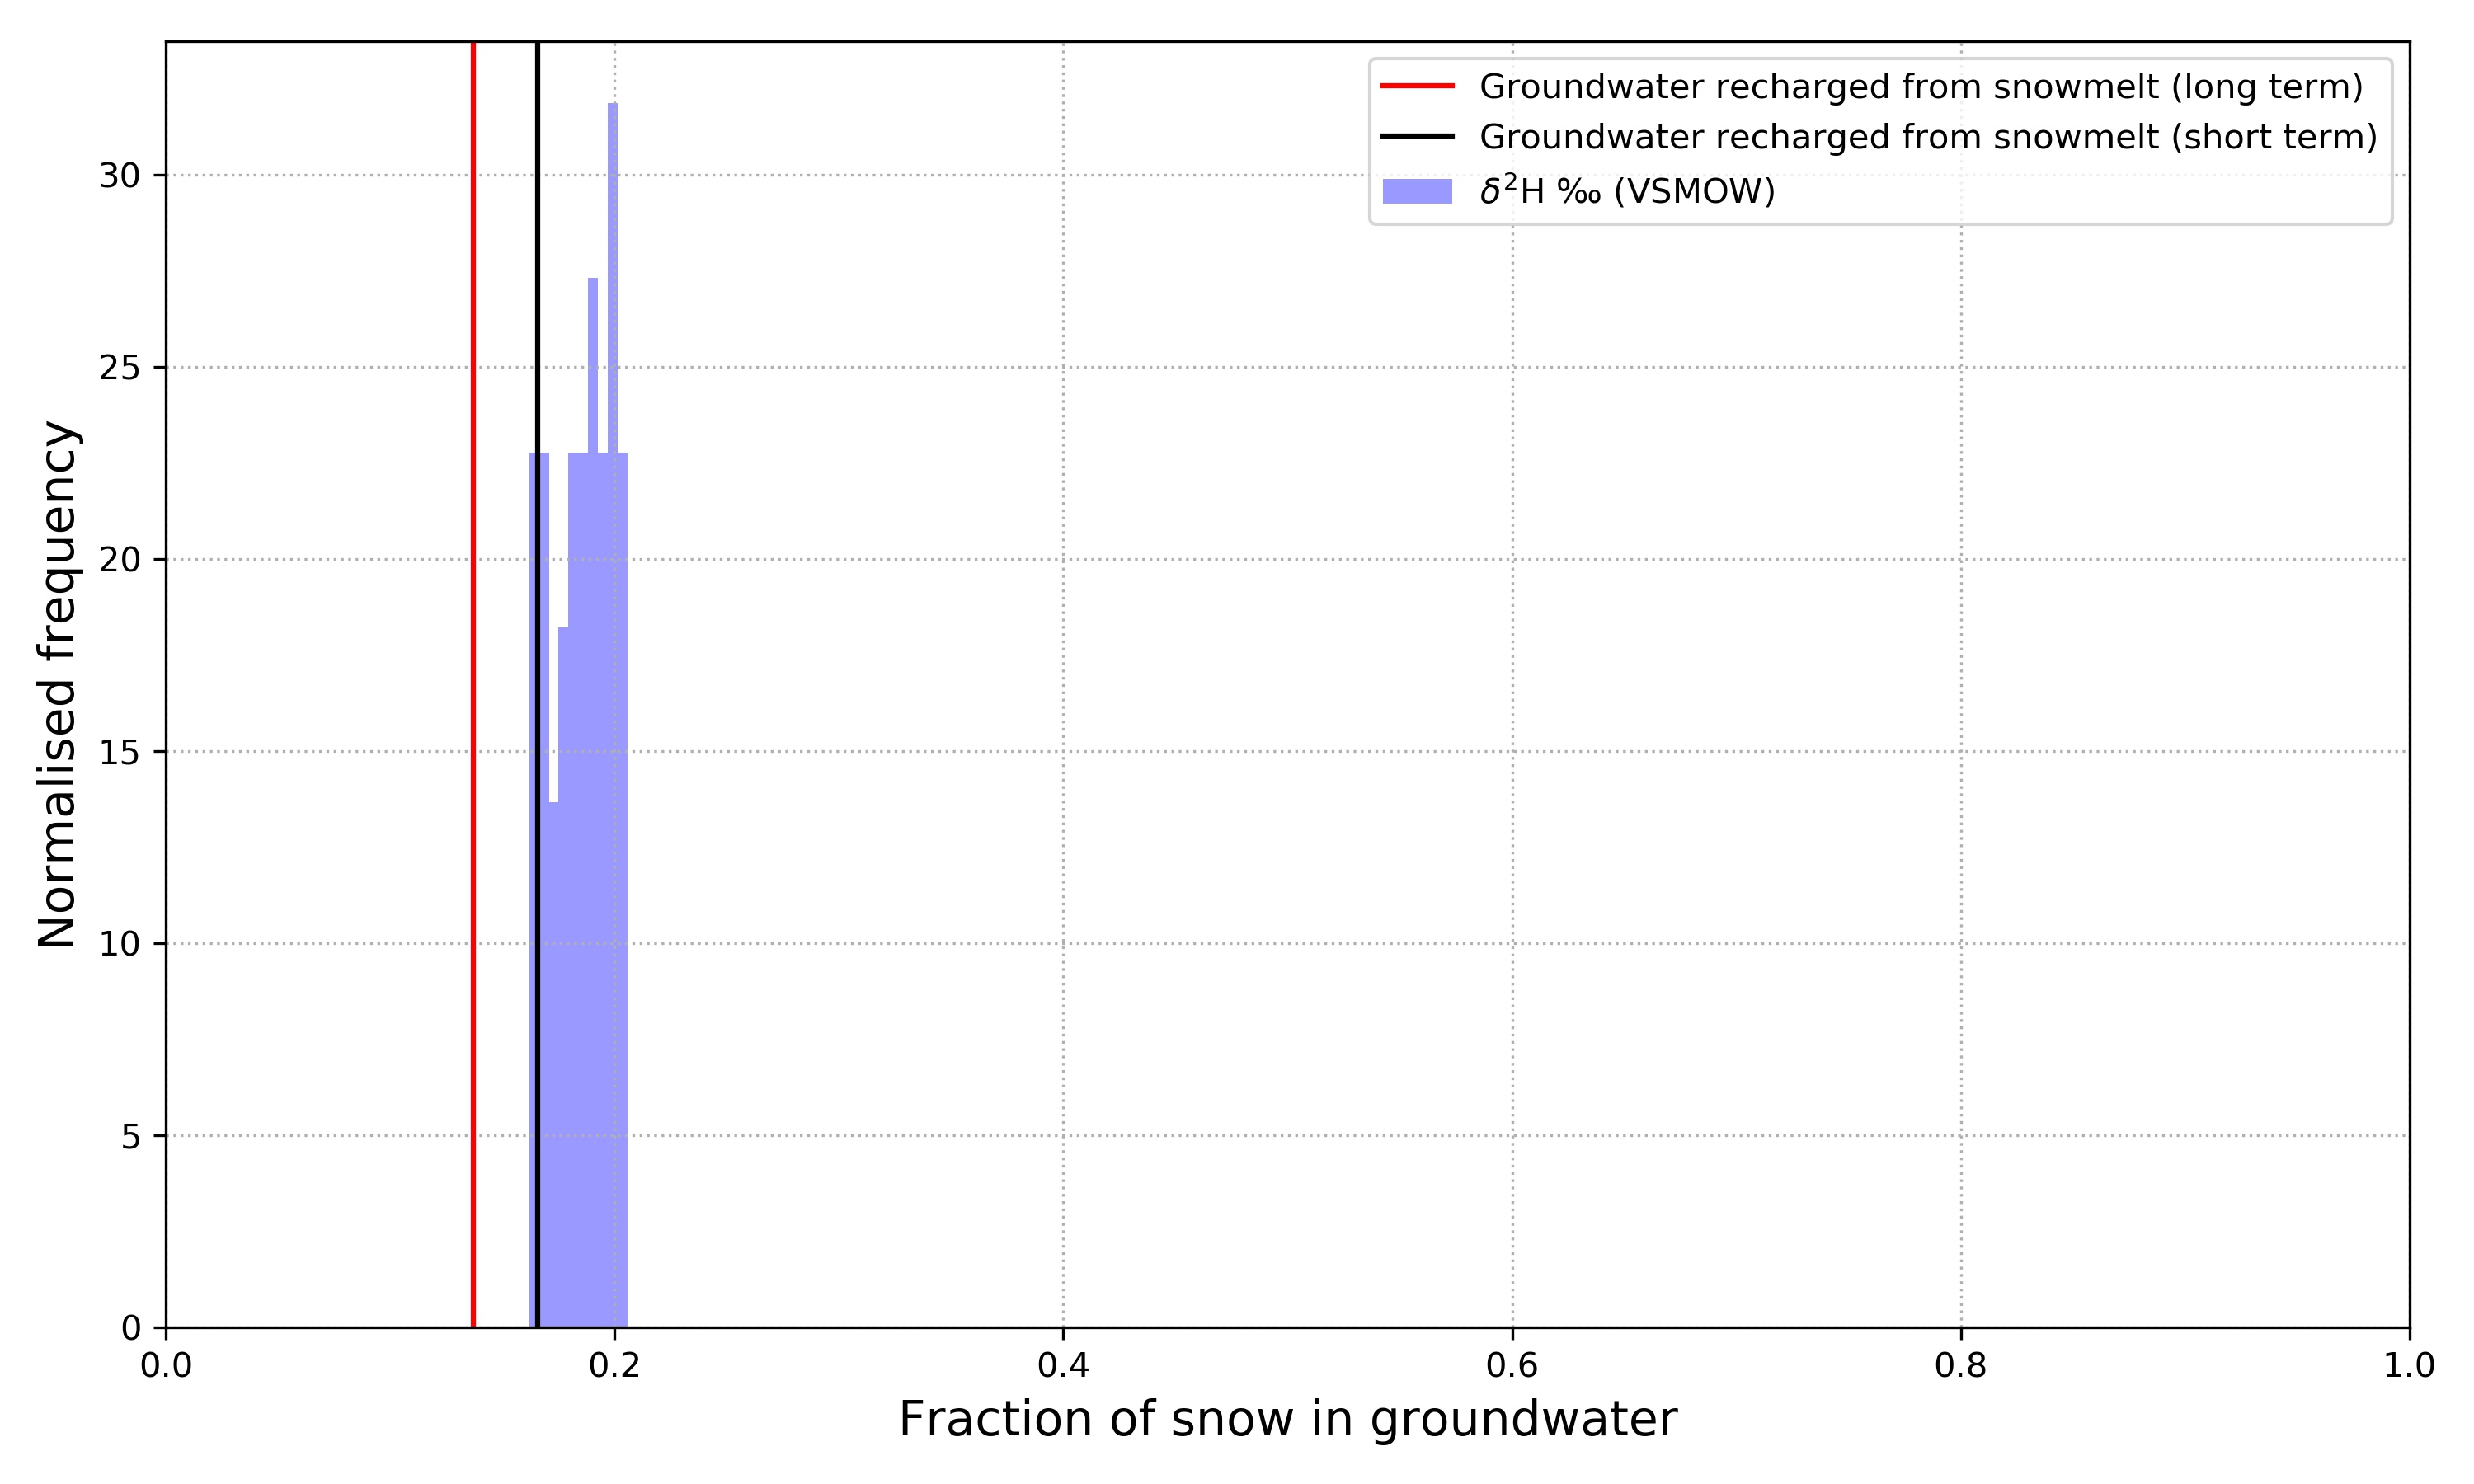 Groundwater recharged from snowmelt (long term)
Groundwater recharged from snowmelt (short term)
δ²H ‰ (VSMOW)
Normalised frequency
30
25
20
15
10
5
0
0.0 0.2 0.4 0.6 0.8 1.0
Fraction of snow in groundwater